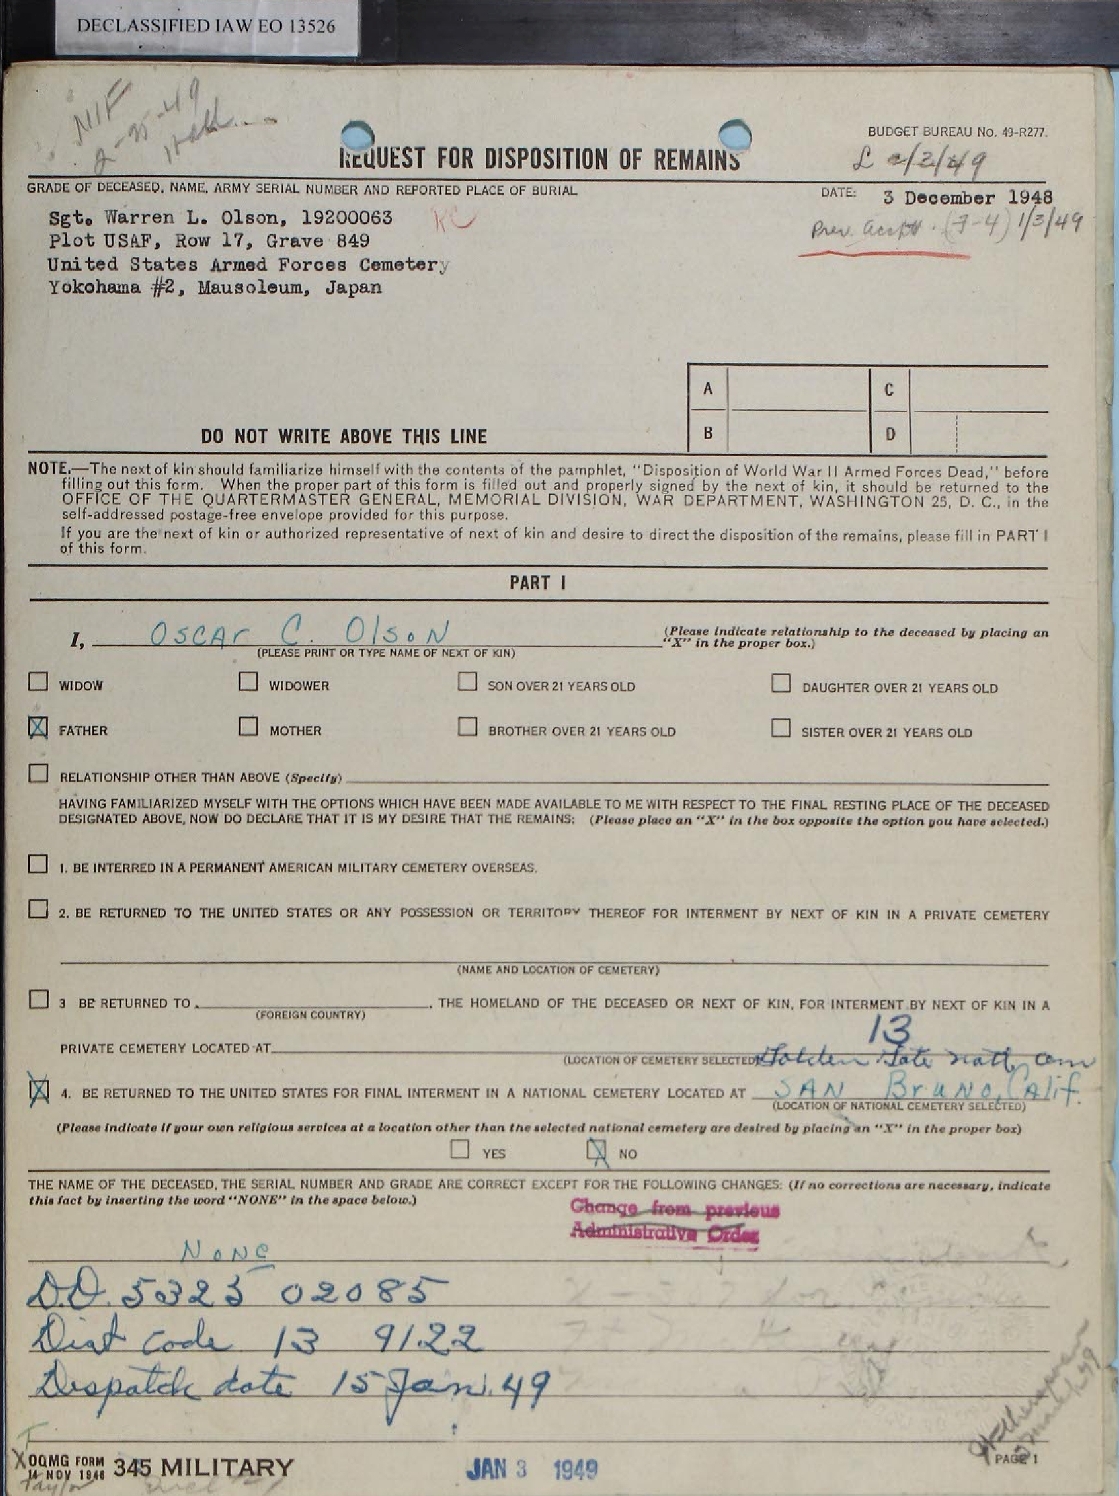 DECLASSIFIED IAW EO 13526
NIF
BUDGET BUREAU No. 49-R277.
REQUEST FOR DISPOSITION OF REMAINS
GRADE OF DECEASED, NAME, ARMY SERIAL NUMBER AND REPORTED PLACE OF BURIAL
DATE: 3 December 1948
Sgt. Warren L. Olson, 19200063
1/3/49
Plot USAF, Row 17, Grave 849
United States Armed Forces Cemetery
Yokohama #2, Mausoleum, Japan
A C
B D
DO NOT WRITE ABOVE THIS LINE
NOTE.—The next of kin should familiarize himself with the contents of the pamphlet, "Disposition of World War II Armed Forces Dead," before
filling out this form. When the proper part of this form is filled out and properly signed by the next of kin, it should be returned to the
OFFICE OF THE QUARTERMASTER GENERAL, MEMORIAL DIVISION, WAR DEPARTMENT, WASHINGTON 25, D. C., in the
self-addressed postage-free envelope provided for this purpose.
If you are the next of kin or authorized representative of next of kin and desire to direct the disposition of the remains, please fill in PART I
of this form.
PART I
I, Oscar C. Olson (Please indicate relationship to the deceased by placing an
"X" in the proper box.)
(PLEASE PRINT OR TYPE NAME OF NEXT OF KIN)
WIDOW WIDOWER SON OVER 21 YEARS OLD DAUGHTER OVER 21 YEARS OLD
X FATHER MOTHER BROTHER OVER 21 YEARS OLD SISTER OVER 21 YEARS OLD
RELATIONSHIP OTHER THAN ABOVE (Specify)
HAVING FAMILIARIZED MYSELF WITH THE OPTIONS WHICH HAVE BEEN MADE AVAILABLE TO ME WITH RESPECT TO THE FINAL RESTING PLACE OF THE DECEASED
DESIGNATED ABOVE, NOW DO DECLARE THAT IT IS MY DESIRE THAT THE REMAINS: (Please place an "X" in the box opposite the option you have selected.)
1. BE INTERRED IN A PERMANENT AMERICAN MILITARY CEMETERY OVERSEAS.
2. BE RETURNED TO THE UNITED STATES OR ANY POSSESSION OR TERRITORY THEREOF FOR INTERMENT BY NEXT OF KIN IN A PRIVATE CEMETERY
(NAME AND LOCATION OF CEMETERY)
3 BE RETURNED TO , THE HOMELAND OF THE DECEASED OR NEXT OF KIN, FOR INTERMENT BY NEXT OF KIN IN A
(FOREIGN COUNTRY)
13
PRIVATE CEMETERY LOCATED AT
(LOCATION OF CEMETERY SELECTED) Golden Gate Natl. Cem
X 4. BE RETURNED TO THE UNITED STATES FOR FINAL INTERMENT IN A NATIONAL CEMETERY LOCATED AT SAN Bruno, Calif.
(LOCATION OF NATIONAL CEMETERY SELECTED)
(Please indicate if your own religious services at a location other than the selected national cemetery are desired by placing an "X" in the proper box)
YES X NO
THE NAME OF THE DECEASED, THE SERIAL NUMBER AND GRADE ARE CORRECT EXCEPT FOR THE FOLLOWING CHANGES: (If no corrections are necessary, indicate
this fact by inserting the word "NONE" in the space below.)
Change from previous
Administrative Order
None
D.D. 5323 02085
Dist Code 13 9122
Despatch date 15 Jan. 49
OQMG FORM
14 NOV 1946 345 MILITARY
JAN 3 1949
PAGE 1
Taylor